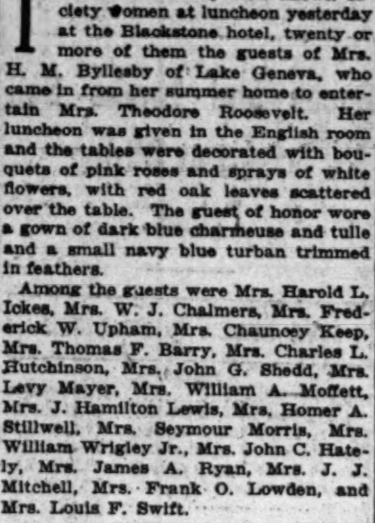 ciety women at luncheon yesterday
at the Blackstone hotel, twenty or
more of them the guests of Mrs.
H. M. Byllesby of Lake Geneva, who
came in from her summer home to enter-
tain Mrs. Theodore Roosevelt. Her
luncheon was given in the English room
and the tables were decorated with bou-
quets of pink roses and sprays of white
flowers, with red oak leaves scattered
over the table. The guest of honor wore
a gown of dark blue charmeuse and tulle
and a small navy blue turban trimmed
in feathers.
Among the guests were Mrs. Harold L.
Ickes, Mrs. W. J. Chalmers, Mrs. Fred-
erick W. Upham, Mrs. Chauncey Keep,
Mrs. Thomas F. Barry, Mrs. Charles L.
Hutchinson, Mrs. John G. Shedd, Mrs.
Levy Mayer, Mrs. William A. Moffett,
Mrs. J. Hamilton Lewis, Mrs. Homer A.
Stillwell, Mrs. Seymour Morris, Mrs.
William Wrigley Jr., Mrs. John C. Hate-
ly, Mrs. James A. Ryan, Mrs. J. J.
Mitchell, Mrs. Frank O. Lowden, and
Mrs. Louis F. Swift.